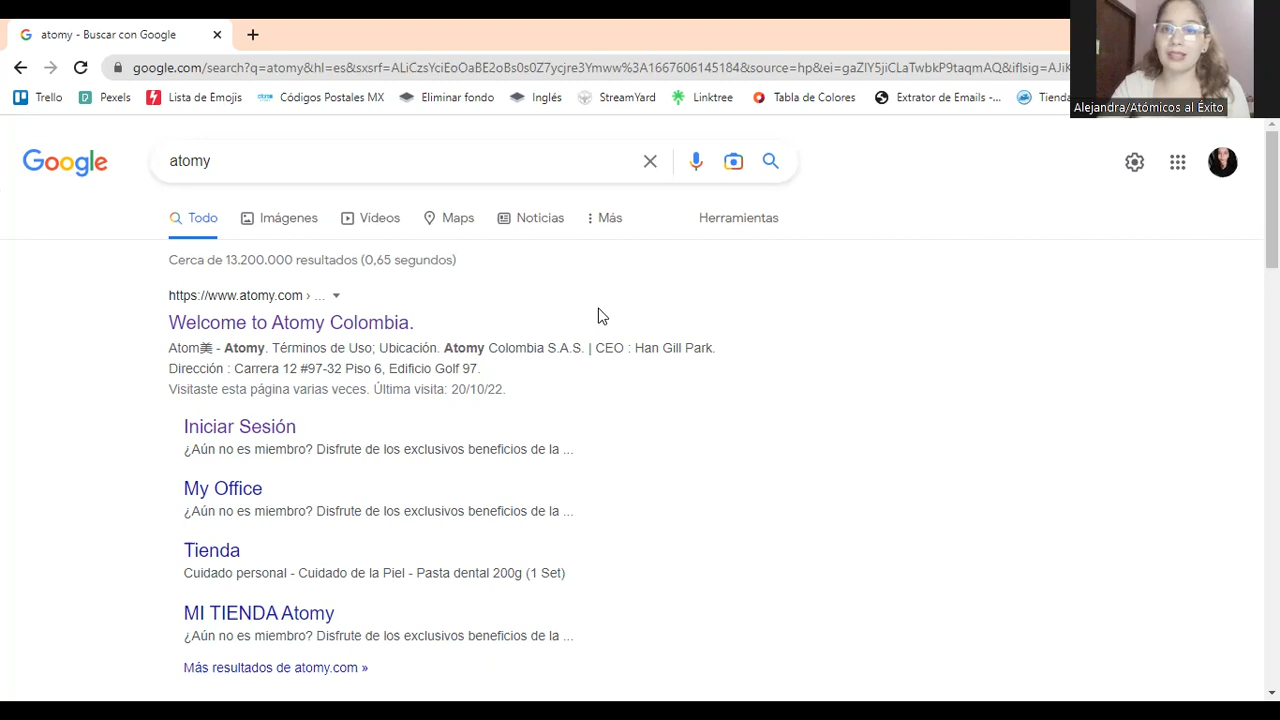 atomy - Buscar con Google
google.com/search?q=atomy&hl=es&sxsrf=ALiCzsYciEoOaBE2oBs0s0Z7ycjre3Ymww%3A1667606145184&source=hp&ei=gaZlY5jiCLaTwbkP9taqmAQ&iflsig=AJiK
Trello Pexels Lista de Emojis Códigos Postales MX Eliminar fondo Inglés StreamYard Linktree Tabla de Colores Extrator de Emails -... Tienda
Alejandra/Atómicos al Éxito
Google atomy
Todo Imágenes Videos Maps Noticias Más Herramientas
Cerca de 13.200.000 resultados (0,65 segundos)
https://www.atomy.com › ...
Welcome to Atomy Colombia.
Atom美 - Atomy. Términos de Uso; Ubicación. Atomy Colombia S.A.S. | CEO : Han Gill Park.
Dirección : Carrera 12 #97-32 Piso 6, Edificio Golf 97.
Visitaste esta página varias veces. Última visita: 20/10/22.
Iniciar Sesión
¿Aún no es miembro? Disfrute de los exclusivos beneficios de la ...
My Office
¿Aún no es miembro? Disfrute de los exclusivos beneficios de la ...
Tienda
Cuidado personal - Cuidado de la Piel - Pasta dental 200g (1 Set)
MI TIENDA Atomy
¿Aún no es miembro? Disfrute de los exclusivos beneficios de la ...
Más resultados de atomy.com »